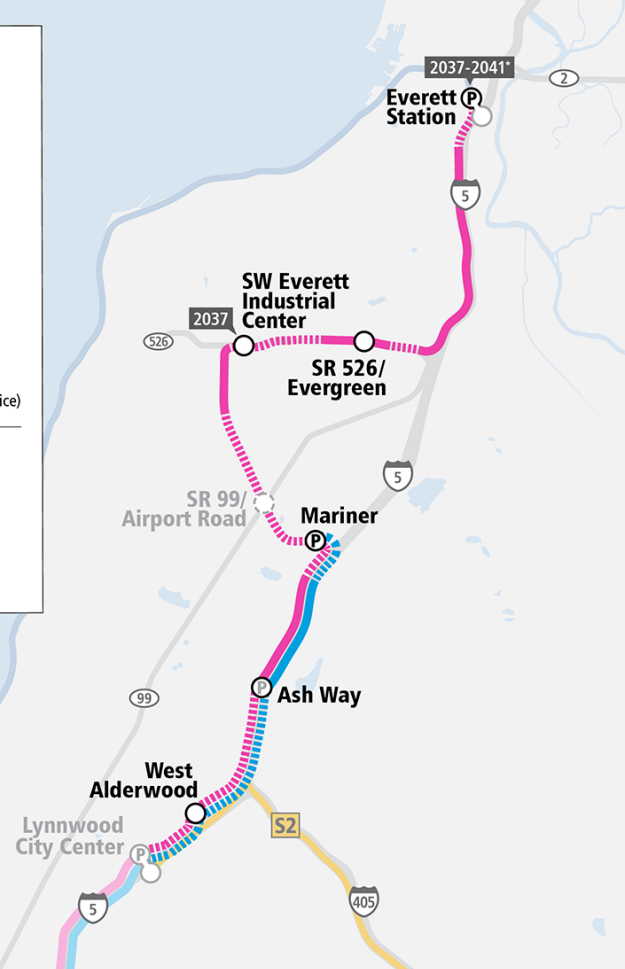 2037-2041*
2
P
Everett
Station
5
SW Everett
Industrial
Center
2037
526
SR 526/
Evergreen
ice)
5
SR 99/
Airport Road
Mariner
P
P
Ash Way
99
West
Alderwood
Lynnwood
City Center
P
S2
5
405